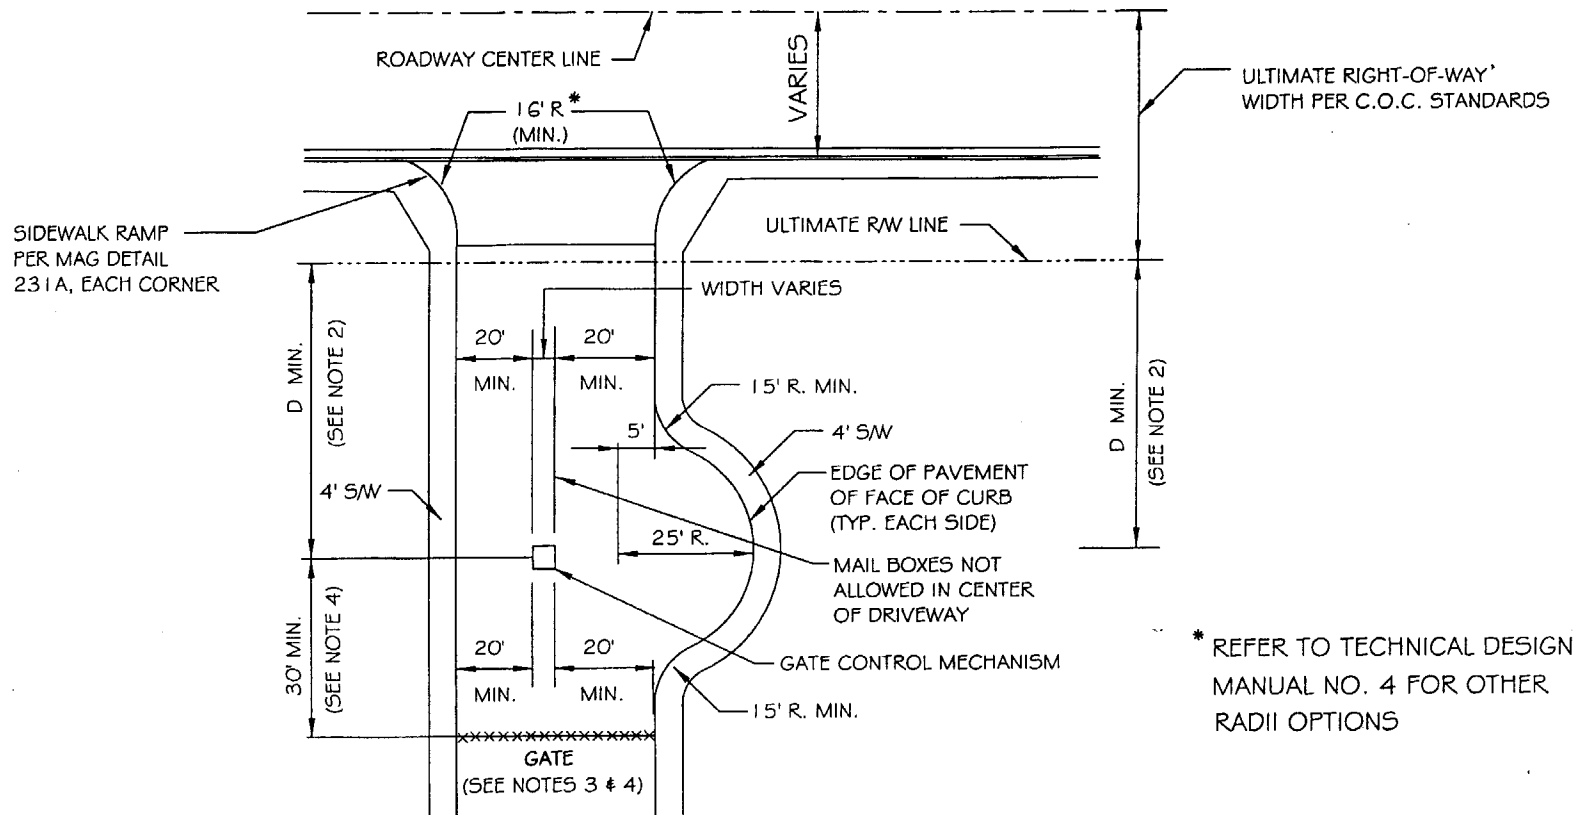 ROADWAY CENTER LINE
VARIES
ULTIMATE RIGHT-OF-WAY'
WIDTH PER C.O.C. STANDARDS
16' R *
(MIN.)
SIDEWALK RAMP
PER MAG DETAIL
231A, EACH CORNER
ULTIMATE R/W LINE
WIDTH VARIES
D MIN.
(SEE NOTE 2)
20'
MIN.
20'
MIN.
15' R. MIN.
5'
4' S/W
D MIN.
(SEE NOTE 2)
4' S/W
EDGE OF PAVEMENT
OF FACE OF CURB
(TYP. EACH SIDE)
25' R.
MAIL BOXES NOT
ALLOWED IN CENTER
OF DRIVEWAY
30' MIN.
(SEE NOTE 4)
20'
MIN.
20'
MIN.
GATE CONTROL MECHANISM
15' R. MIN.
GATE
(SEE NOTES 3 & 4)
* REFER TO TECHNICAL DESIGN
MANUAL NO. 4 FOR OTHER
RADII OPTIONS